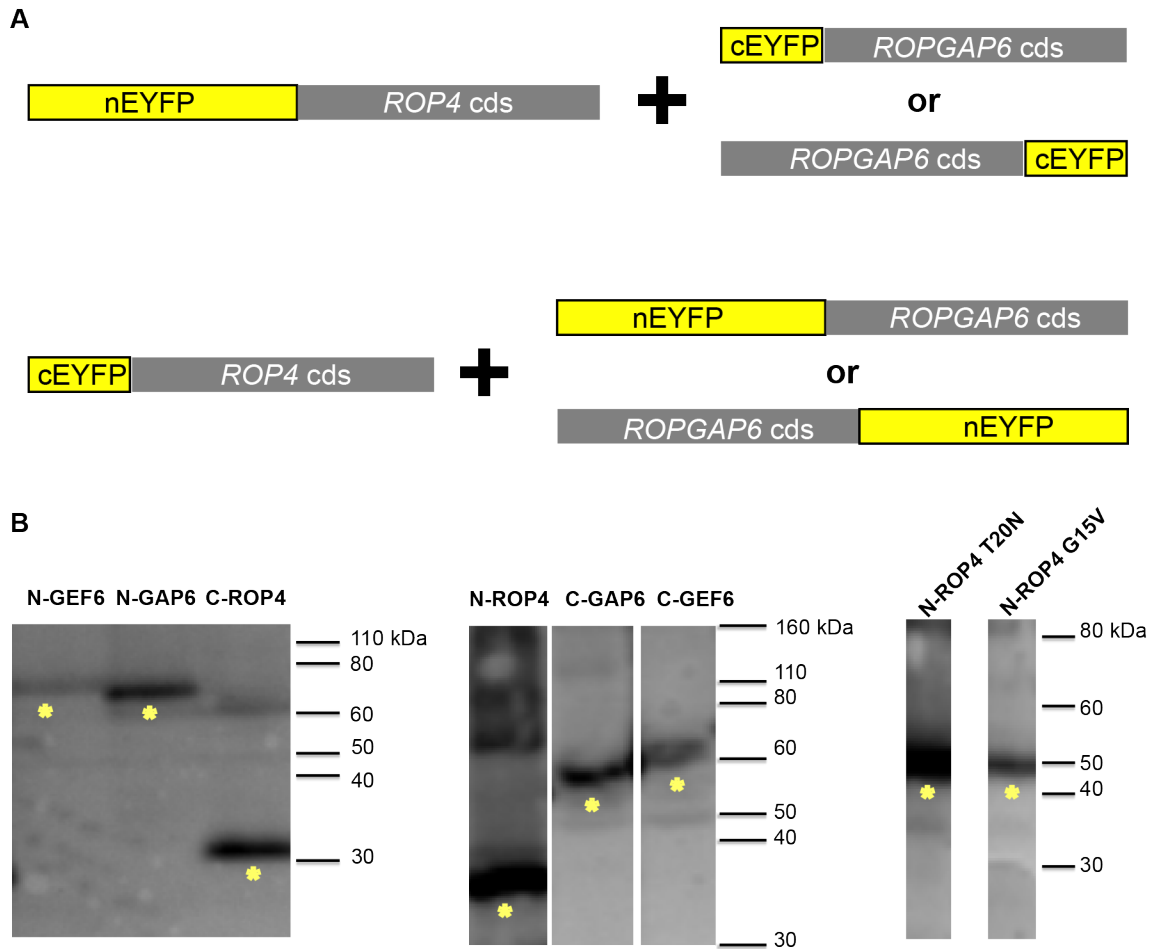 A
cEYFP ROPGAP6 cds
nEYFP ROP4 cds
or
ROPGAP6 cds cEYFP
nEYFP ROPGAP6 cds
cEYFP ROP4 cds
or
ROPGAP6 cds nEYFP
B
N-GEF6 N-GAP6 C-ROP4
110 kDa
80
60
50
40
30
N-ROP4 C-GAP6 C-GEF6
160 kDa
110
80
60
50
40
30
N-ROP4 T20N
N-ROP4 G15V
80 kDa
60
50
40
30